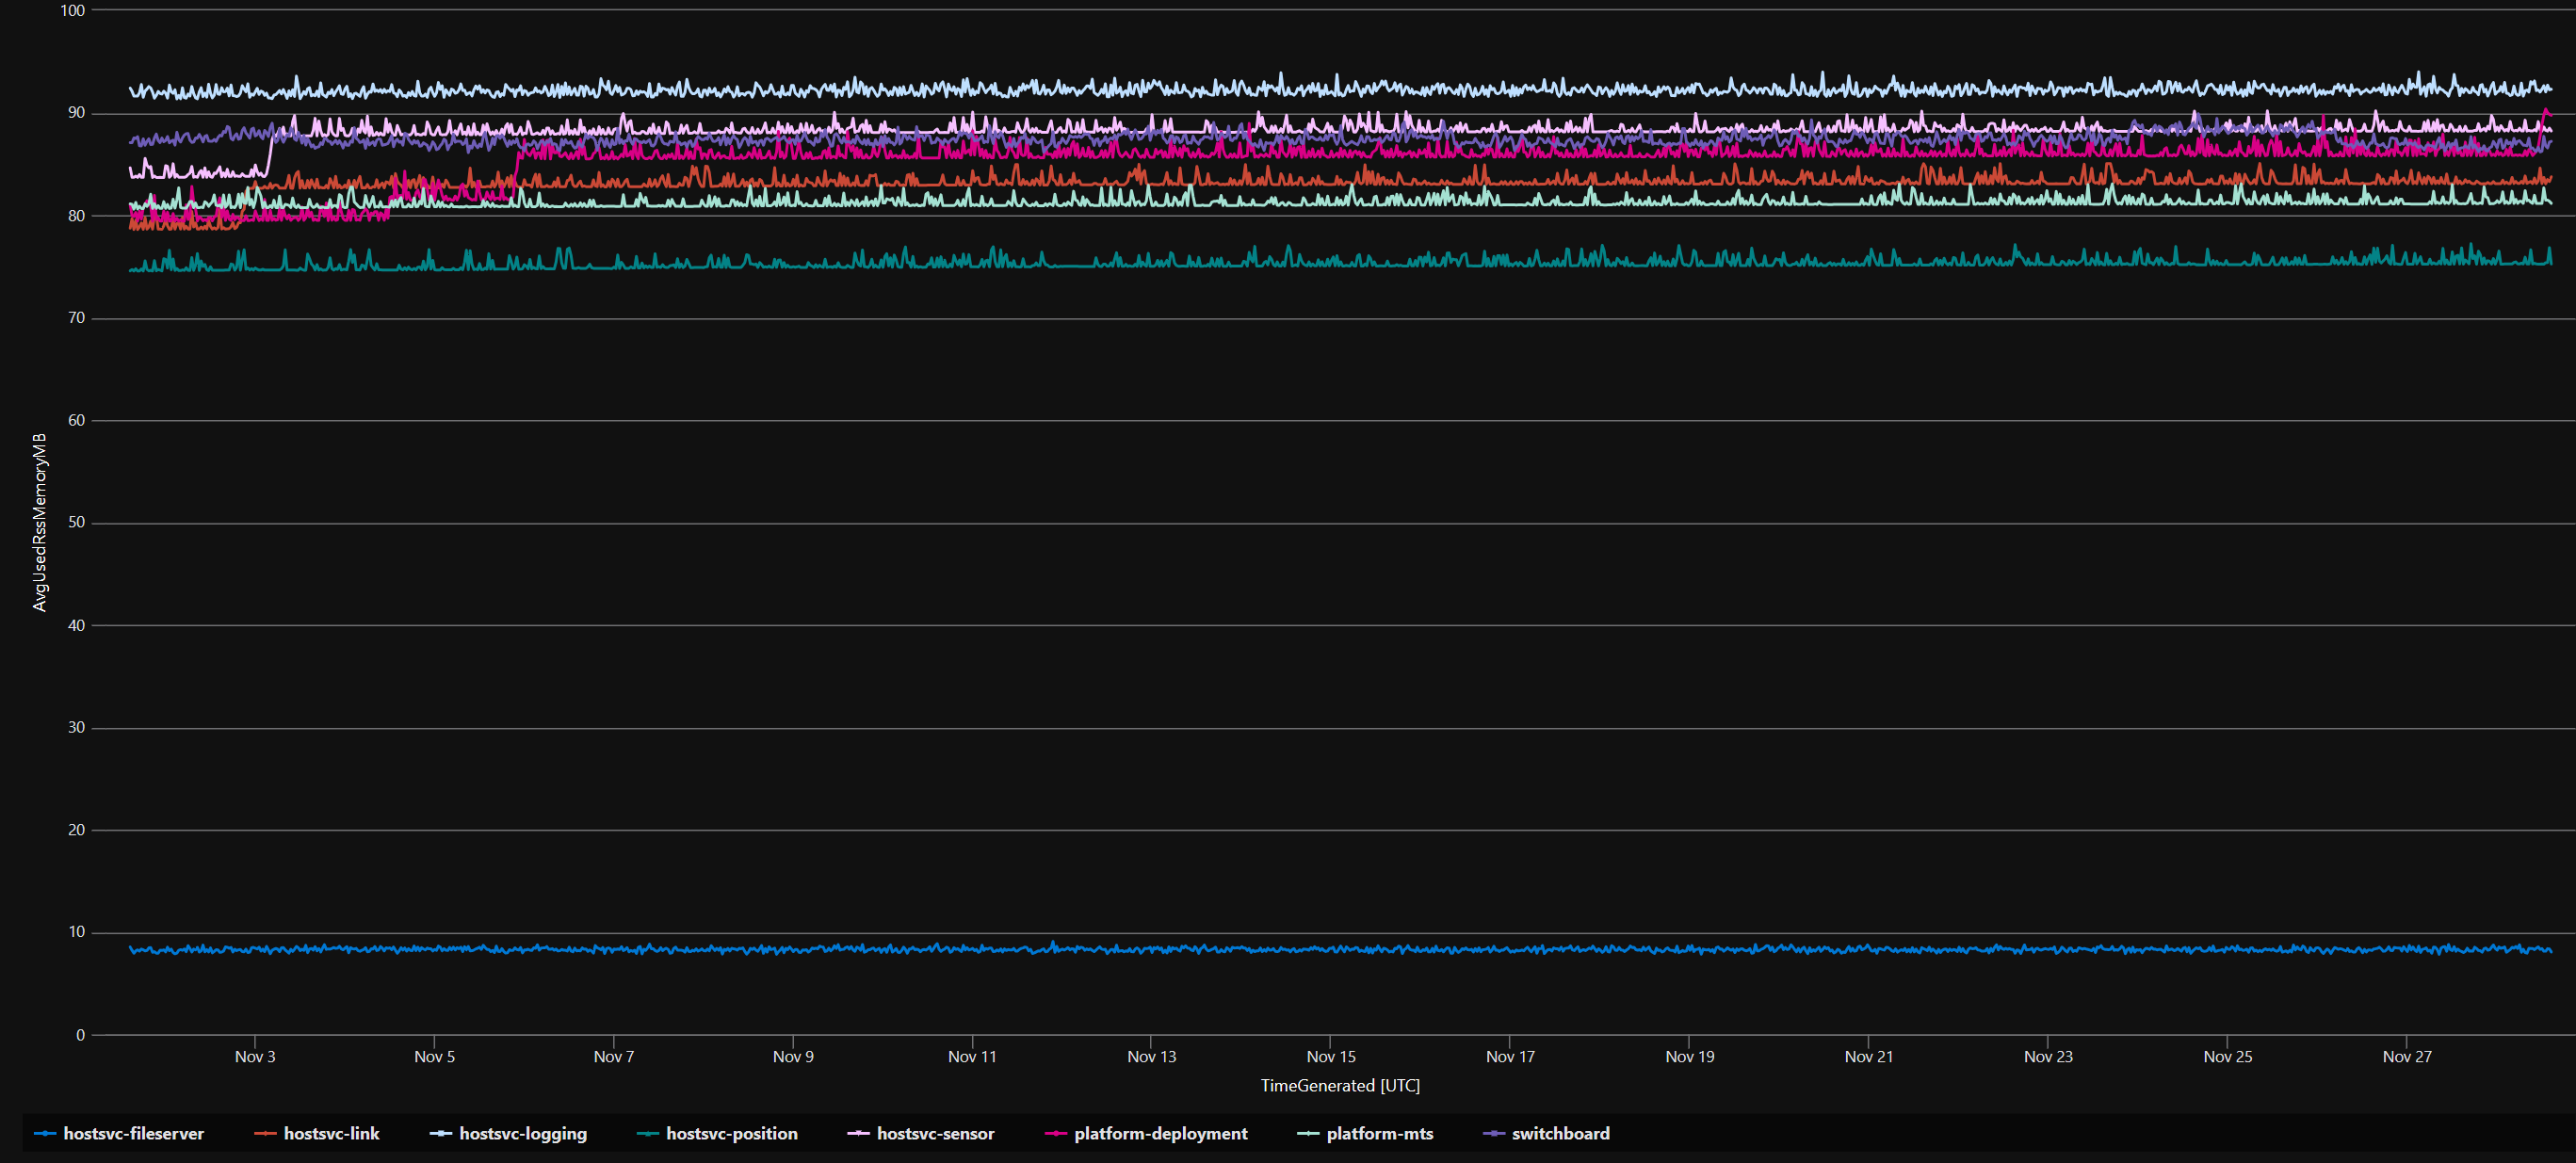 100
90
80
70
60
50
40
30
20
10
0
AvgUsedRssMemoryMB
Nov 3 Nov 5 Nov 7 Nov 9 Nov 11 Nov 13 Nov 15 Nov 17 Nov 19 Nov 21 Nov 23 Nov 25 Nov 27
TimeGenerated [UTC]
hostsvc-fileserver hostsvc-link hostsvc-logging hostsvc-position hostsvc-sensor platform-deployment platform-mts switchboard